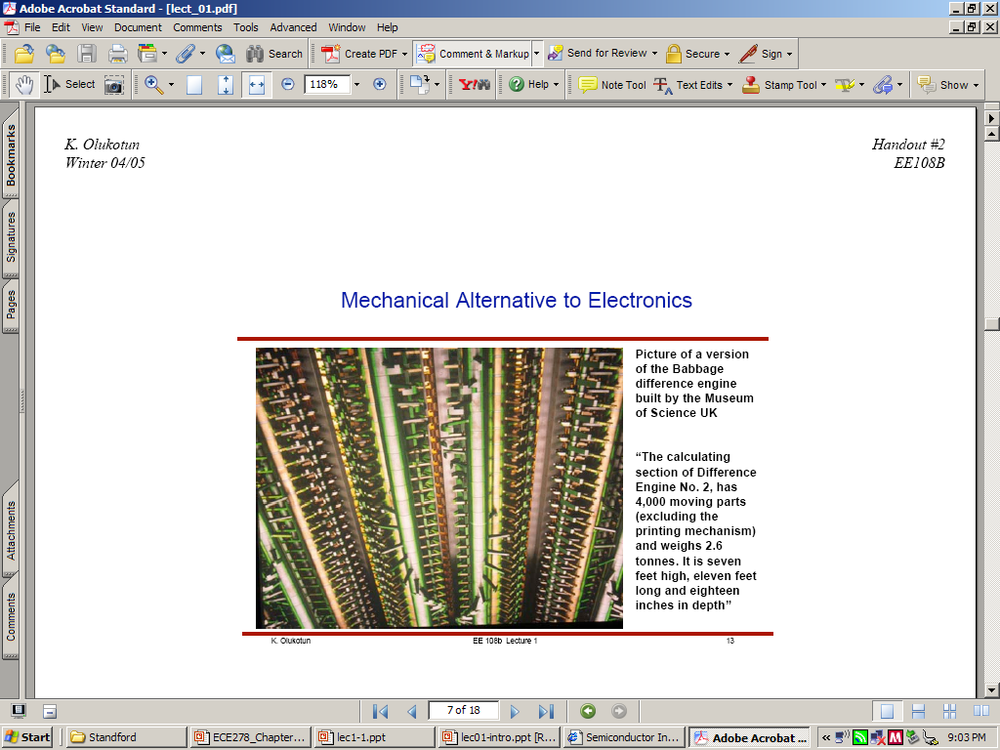 Adobe Acrobat Standard - [lect_01.pdf]
File Edit View Document Comments Tools Advanced Window Help
Search Create PDF Comment & Markup Send for Review Secure Sign
Select 118% Y! Help Note Tool Text Edits Stamp Tool Show
Bookmarks
Signatures
Pages
Attachments
Comments
K. Olukotun
Winter 04/05
Handout #2
EE108B
Mechanical Alternative to Electronics
Picture of a version
of the Babbage
difference engine
built by the Museum
of Science UK
“The calculating
section of Difference
Engine No. 2, has
4,000 moving parts
(excluding the
printing mechanism)
and weighs 2.6
tonnes. It is seven
feet high, eleven feet
long and eighteen
inches in depth”
K. Olukotun EE 108b Lecture 1 13
7 of 18
Start Standford ECE278_Chapter... lec1-1.ppt lec01-intro.ppt [R... Semiconductor In... Adobe Acrobat ... « 9:03 PM